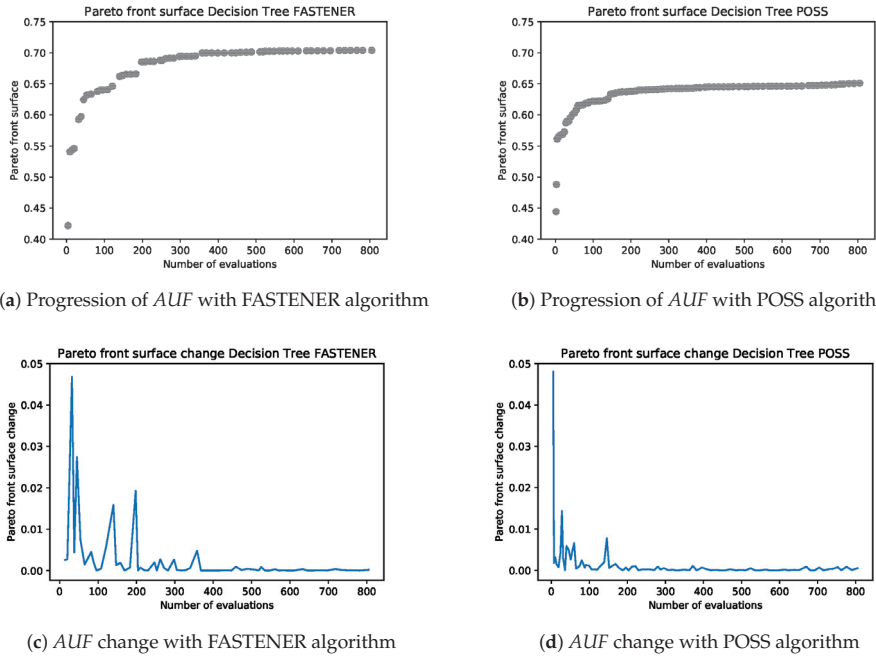 Pareto front surface Decision Tree FASTENER
0.75
0.70
0.65
0.60
0.55
0.50
0.45
0.40
Pareto front surface
0 100 200 300 400 500 600 700 800
Number of evaluations
(a) Progression of AUF with FASTENER algorithm
Pareto front surface Decision Tree POSS
0.75
0.70
0.65
0.60
0.55
0.50
0.45
0.40
Pareto front surface
0 100 200 300 400 500 600 700 800
Number of evaluations
(b) Progression of AUF with POSS algorith
Pareto front surface change Decision Tree FASTENER
0.05
0.04
0.03
0.02
0.01
0.00
Pareto front surface change
0 100 200 300 400 500 600 700 800
Number of evaluations
(c) AUF change with FASTENER algorithm
Pareto front surface change Decision Tree POSS
0.05
0.04
0.03
0.02
0.01
0.00
Pareto front surface change
0 100 200 300 400 500 600 700 800
Number of evaluations
(d) AUF change with POSS algorithm